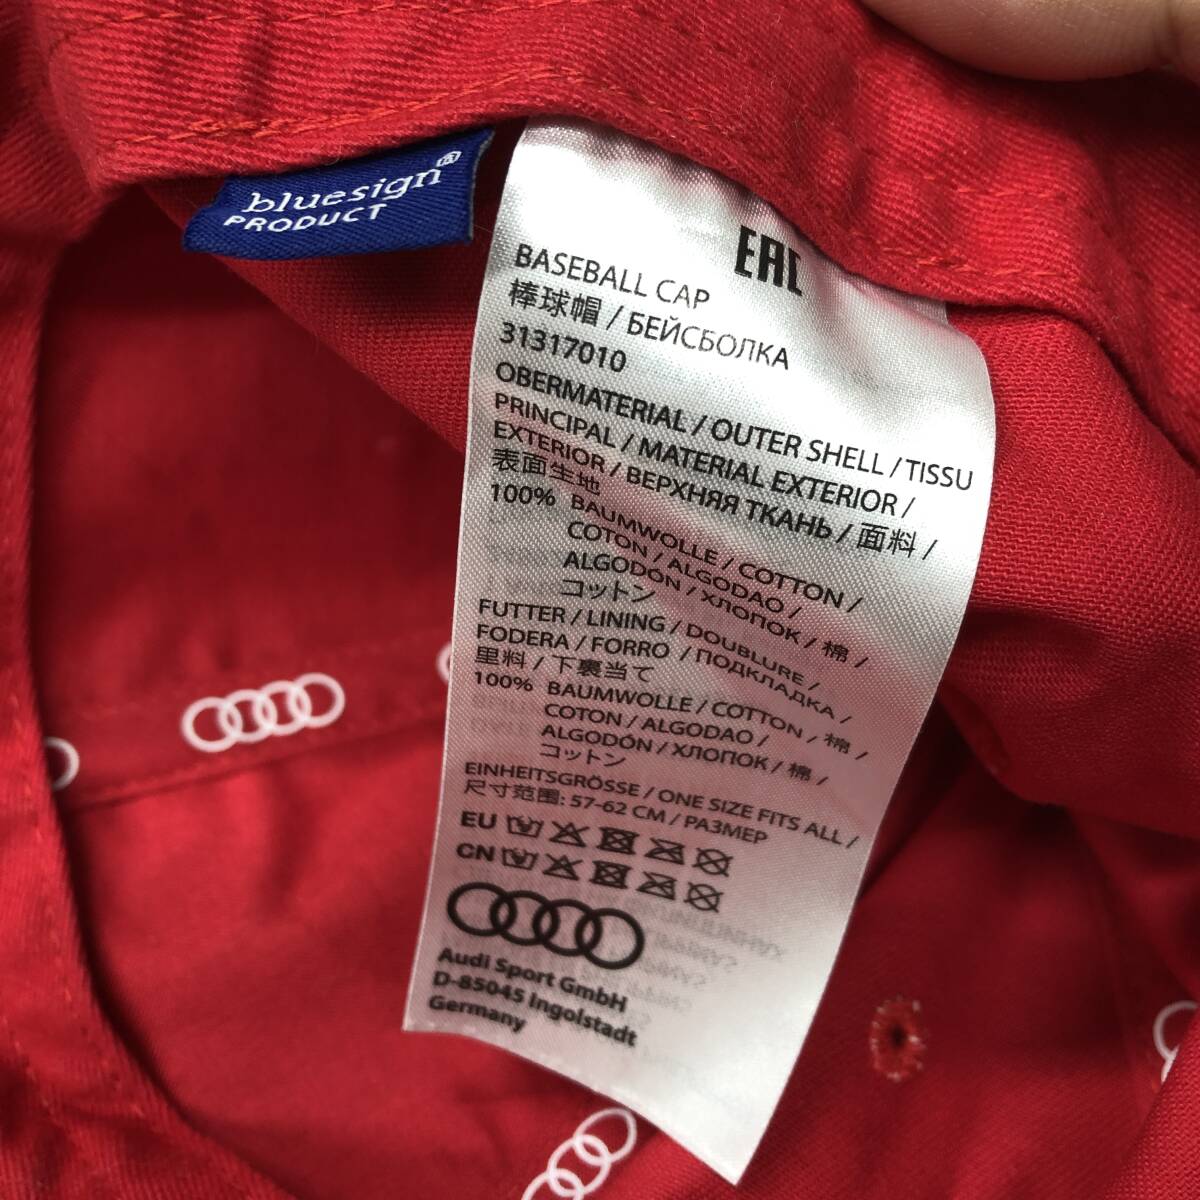 bluesign®
PRODUCT
EAC
BASEBALL CAP
棒球帽 / БЕЙСБОЛКА
31317010
OBERMATERIAL / OUTER SHELL / TISSU
PRINCIPAL / MATERIAL EXTERIOR /
EXTERIOR / ВЕРХНЯЯ ТКАНЬ / 面料 /
表面生地
100% BAUMWOLLE / COTTON /
COTON / ALGODAO /
ALGODÓN / ХЛОПОК / 棉 /
コットン
FUTTER / LINING / DOUBLURE /
FODERA / FORRO / ПОДКЛАДКА /
里料 / 下裏当て
100% BAUMWOLLE / COTTON /
COTON / ALGODAO / 棉 /
ALGODÓN / ХЛОПОК / 棉 /
コットン
EINHEITSGRÖSSE / ONE SIZE FITS ALL /
尺寸范围: 57-62 CM / РАЗМЕР
EU
CN
Audi Sport GmbH
D-85045 Ingolstadt
Germany